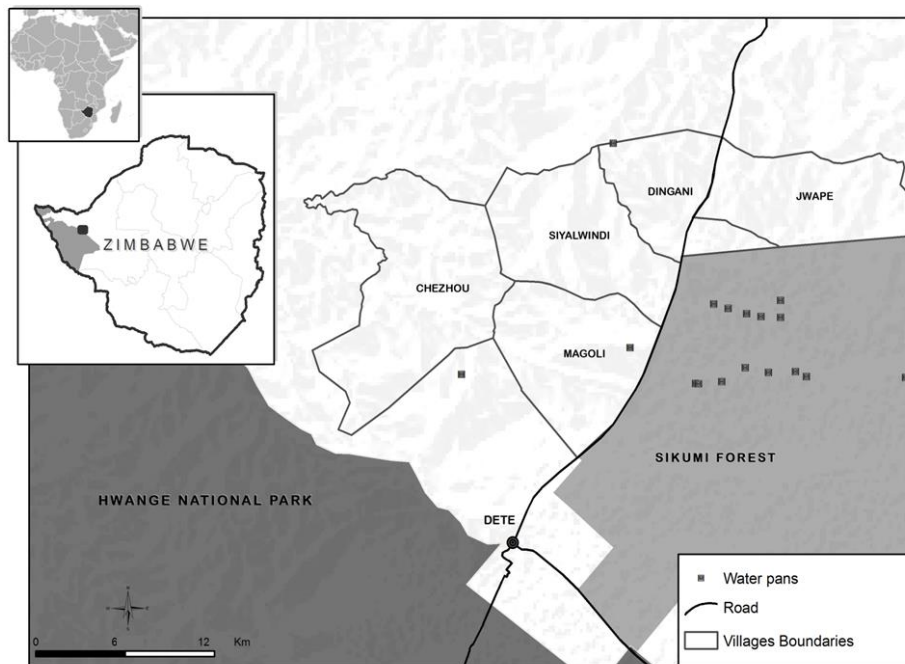 ZIMBABWE
DINGANI
JWAPE
SIYALWINDI
CHEZHOU
MAGOLI
SIKUMI FOREST
HWANGE NATIONAL PARK
DETE
Water pans
Road
Villages Boundaries
0 6 12 Km